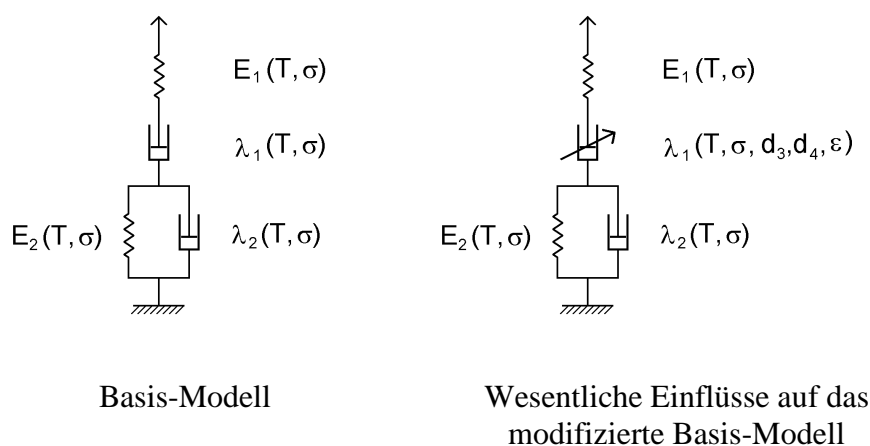 E₁(T,σ)
λ₁(T,σ)
E₂(T,σ)
λ₂(T,σ)
Basis-Modell
E₁(T,σ)
λ₁(T,σ,d₃,d₄,ε)
E₂(T,σ)
λ₂(T,σ)
Wesentliche Einflüsse auf das
modifizierte Basis-Modell